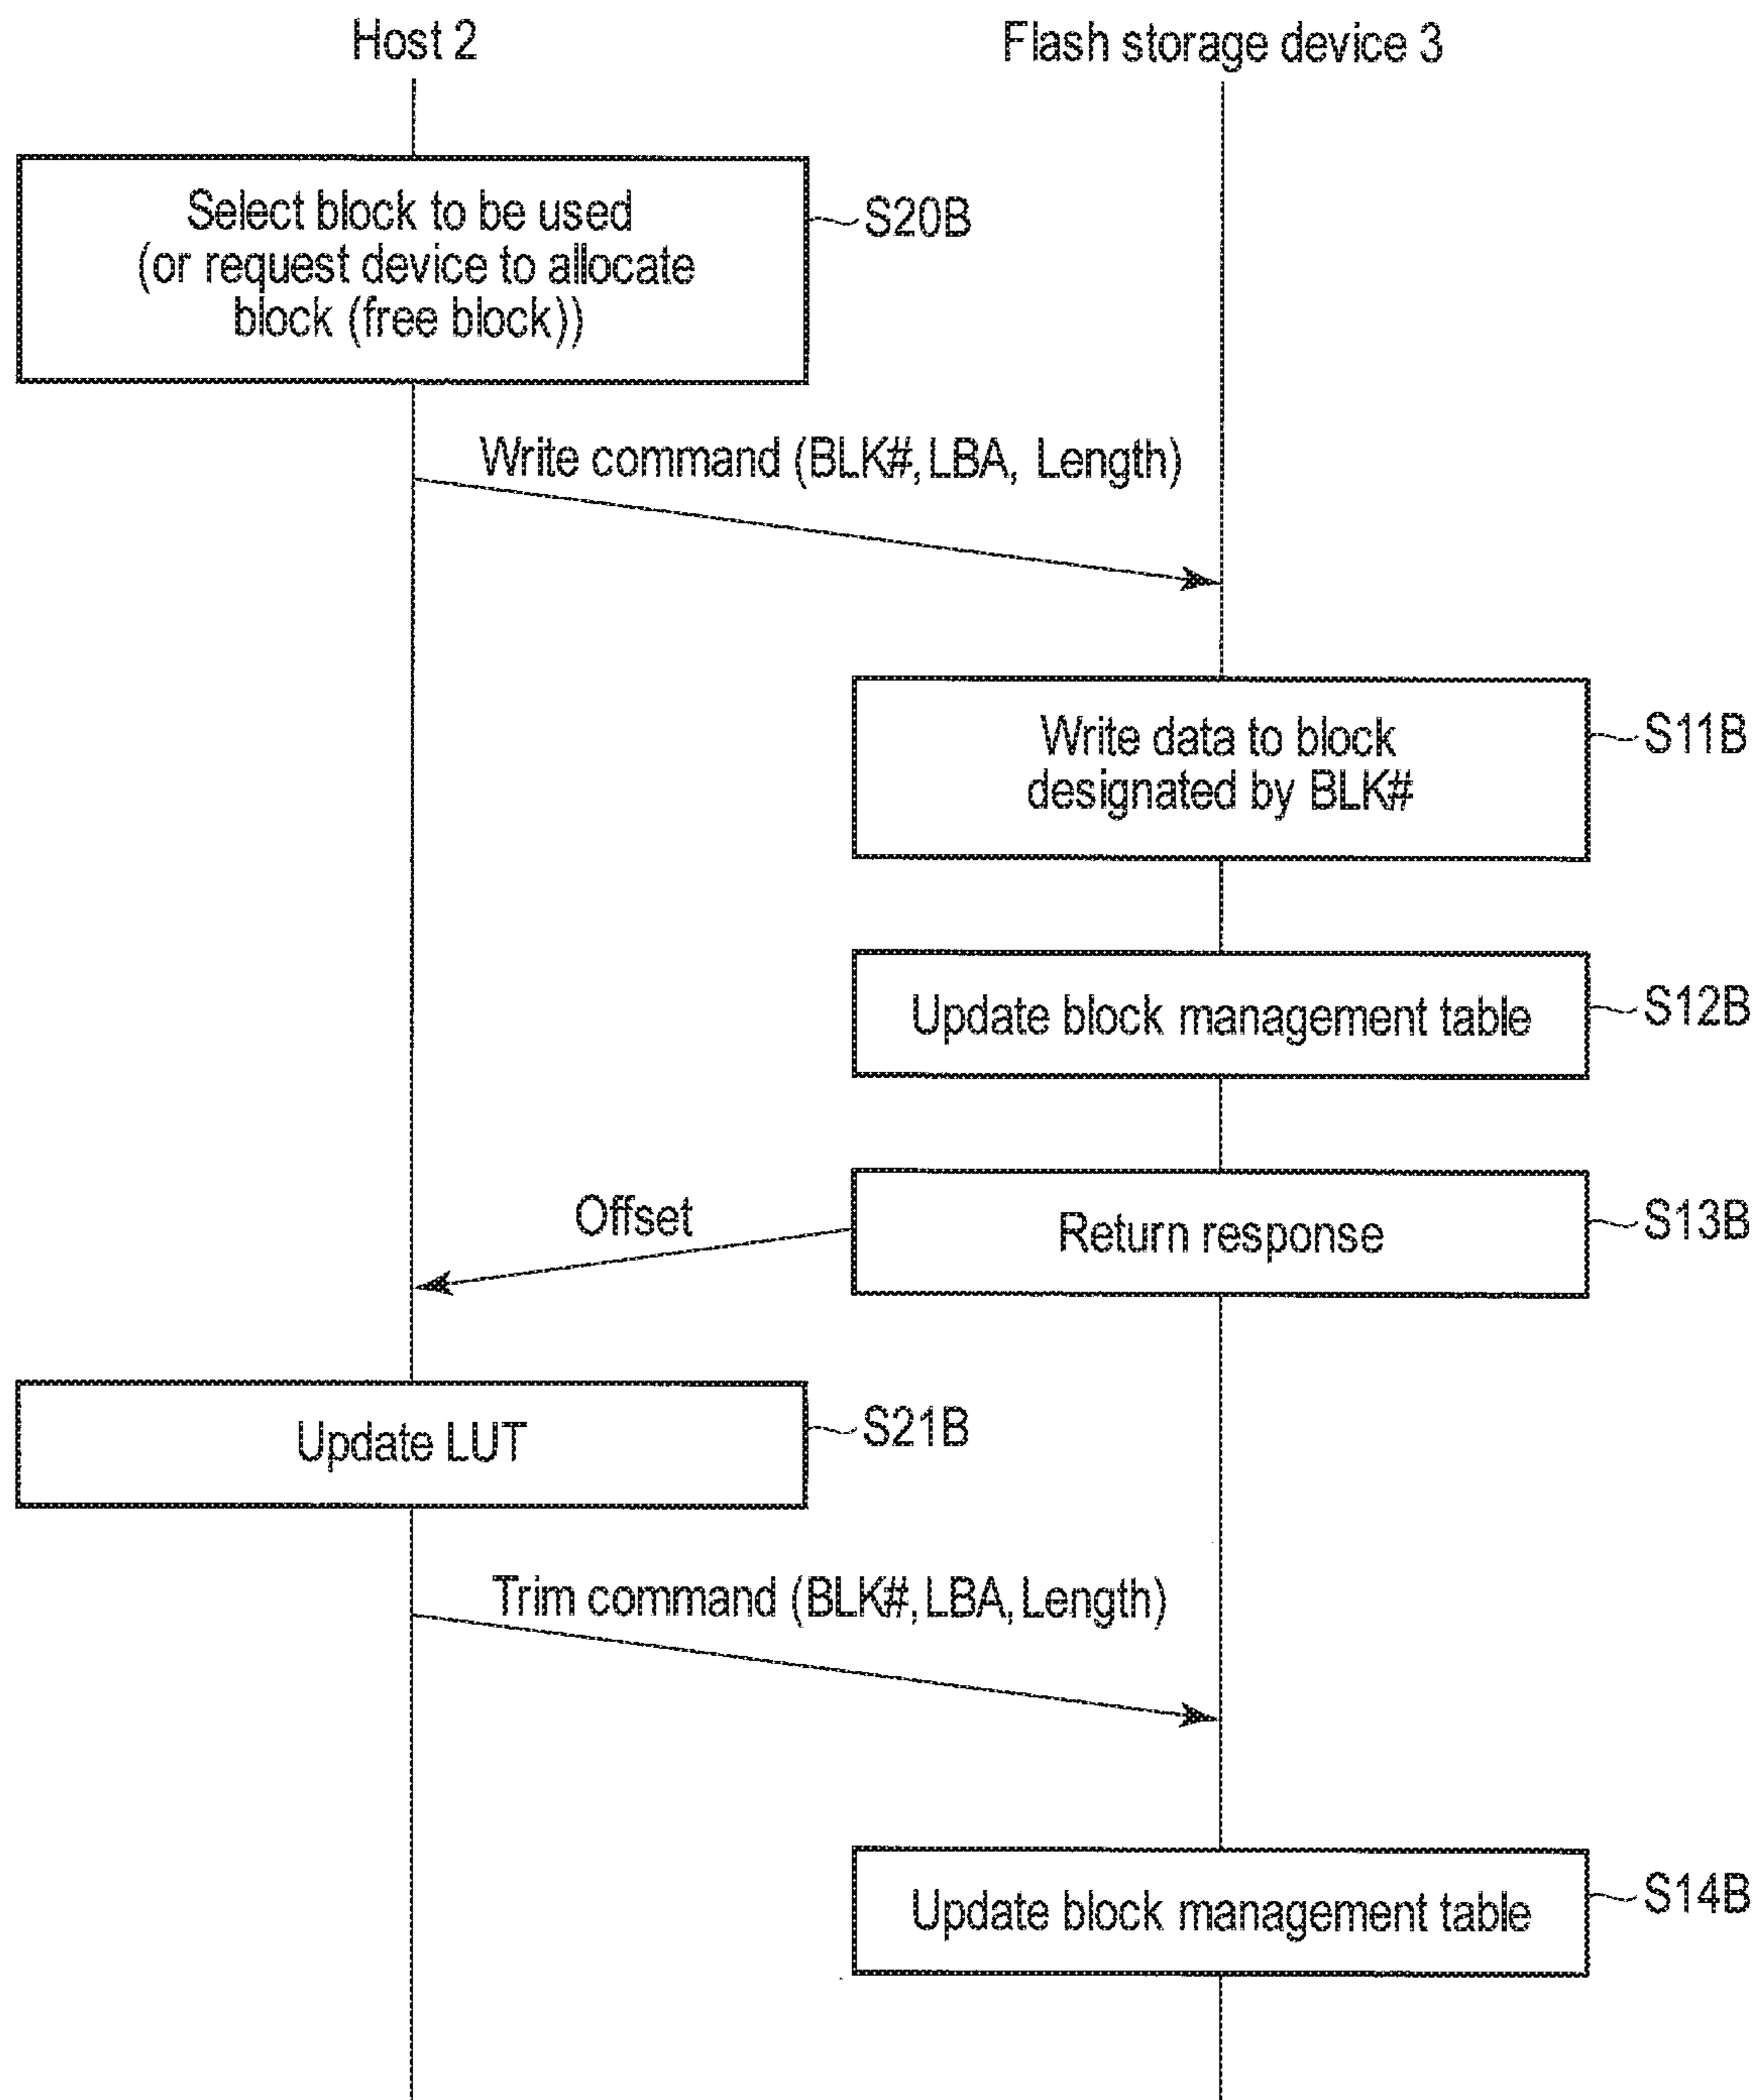 Host 2
Flash storage device 3
Select block to be used
(or request device to allocate
block (free block))
S20B
Write command (BLK#, LBA, Length)
Write data to block
designated by BLK#
S11B
Update block management table
S12B
Offset
Return response
S13B
Update LUT
S21B
Trim command (BLK#, LBA, Length)
Update block management table
S14B